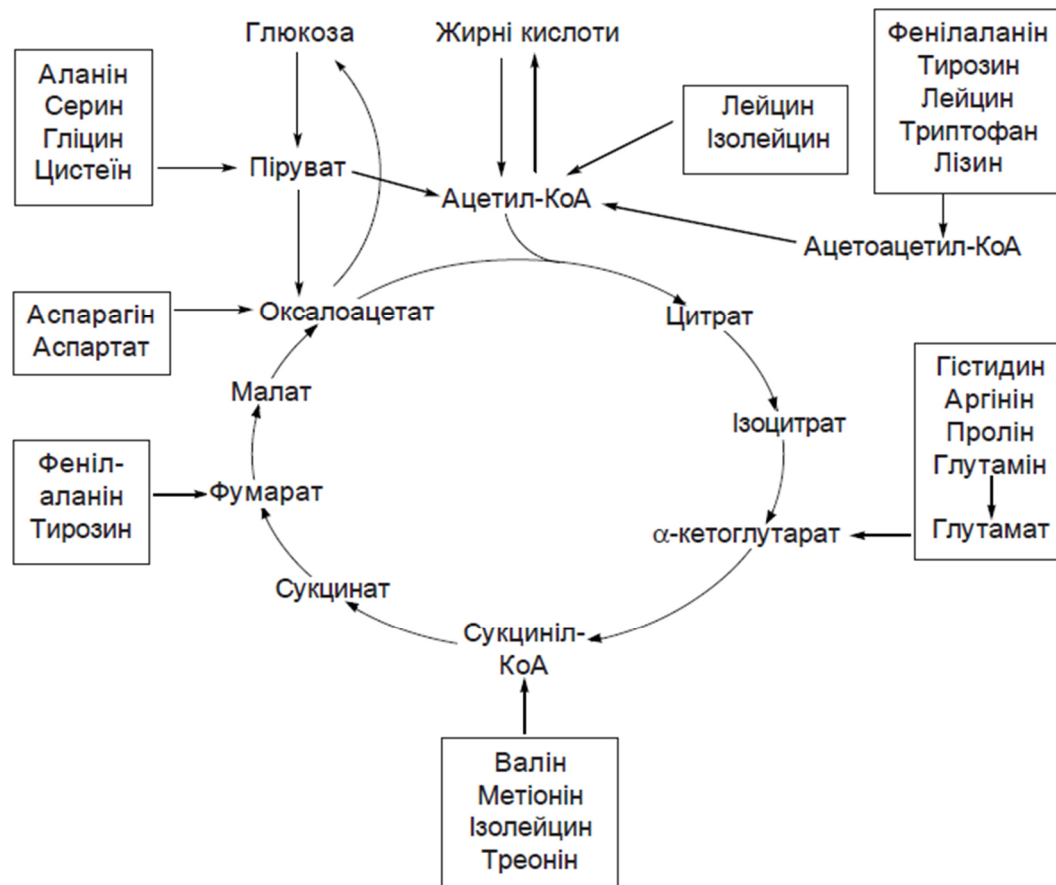 Глюкоза
Жирні кислоти
Аланін
Серин
Гліцин
Цистеїн
Фенілаланін
Тирозин
Лейцин
Триптофан
Лізин
Лейцин
Ізолейцин
Піруват
Ацетил-КоА
Ацетоацетил-КоА
Аспарагін
Аспартат
Оксалоацетат
Цитрат
Малат
Ізоцитрат
Гістидин
Аргінін
Пролін
Глутамін
Глутамат
Феніл-
аланін
Тирозин
Фумарат
α-кетоглутарат
Сукцинат
Сукциніл-
КоА
Валін
Метіонін
Ізолейцин
Треонін